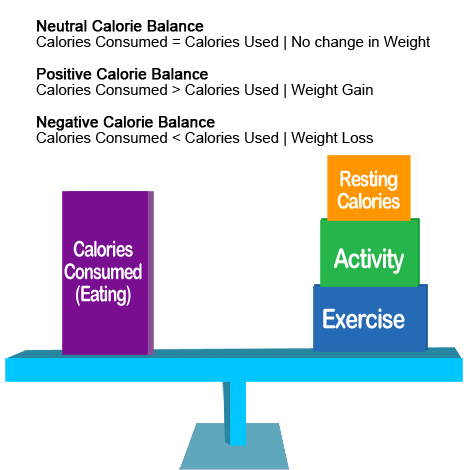 Neutral Calorie Balance
Calories Consumed = Calories Used | No change in Weight
Positive Calorie Balance
Calories Consumed > Calories Used | Weight Gain
Negative Calorie Balance
Calories Consumed < Calories Used | Weight Loss
Calories
Consumed
(Eating)
Resting
Calories
Activity
Exercise